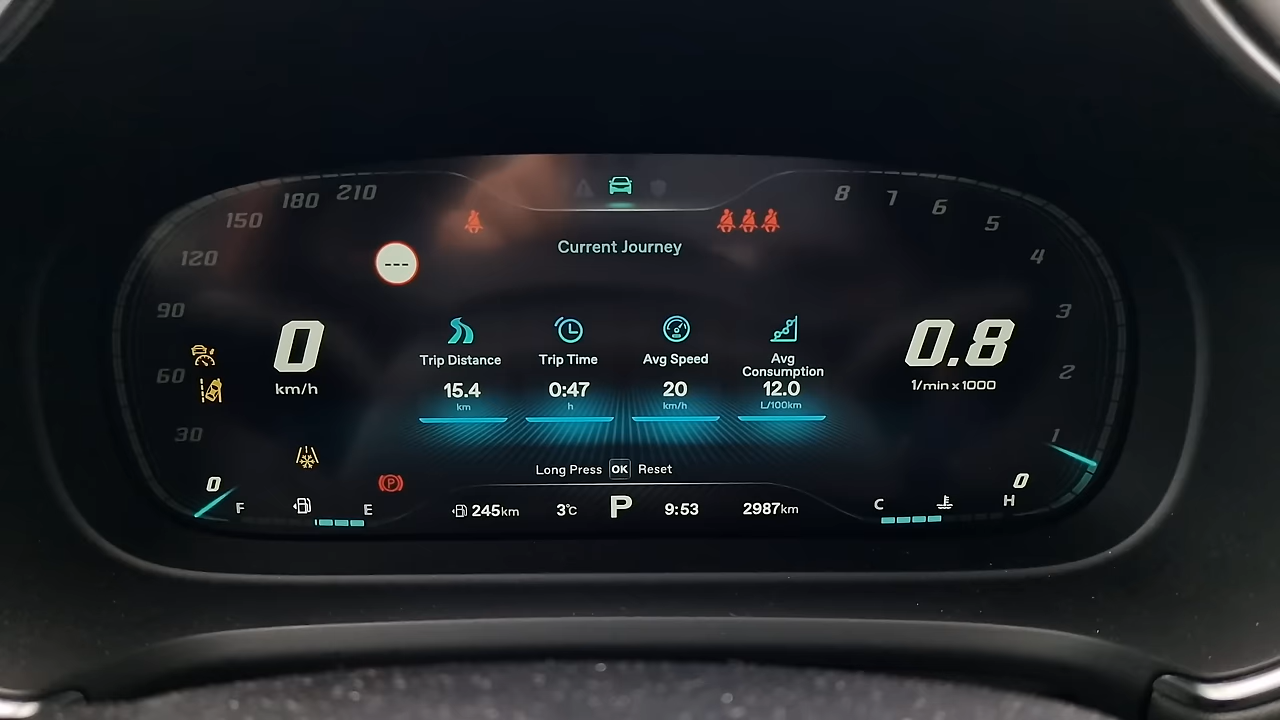 210
180
150
120
90
60
30
0
8
7
6
5
4
3
2
1
0
---
Current Journey
0
km/h
Trip Distance
15.4
km
Trip Time
0:47
h
Avg Speed
20
km/h
Avg
Consumption
12.0
L/100km
0.8
1/min x 1000
Long Press OK Reset
F E
P
245km 3°C P 9:53 2987km
C H